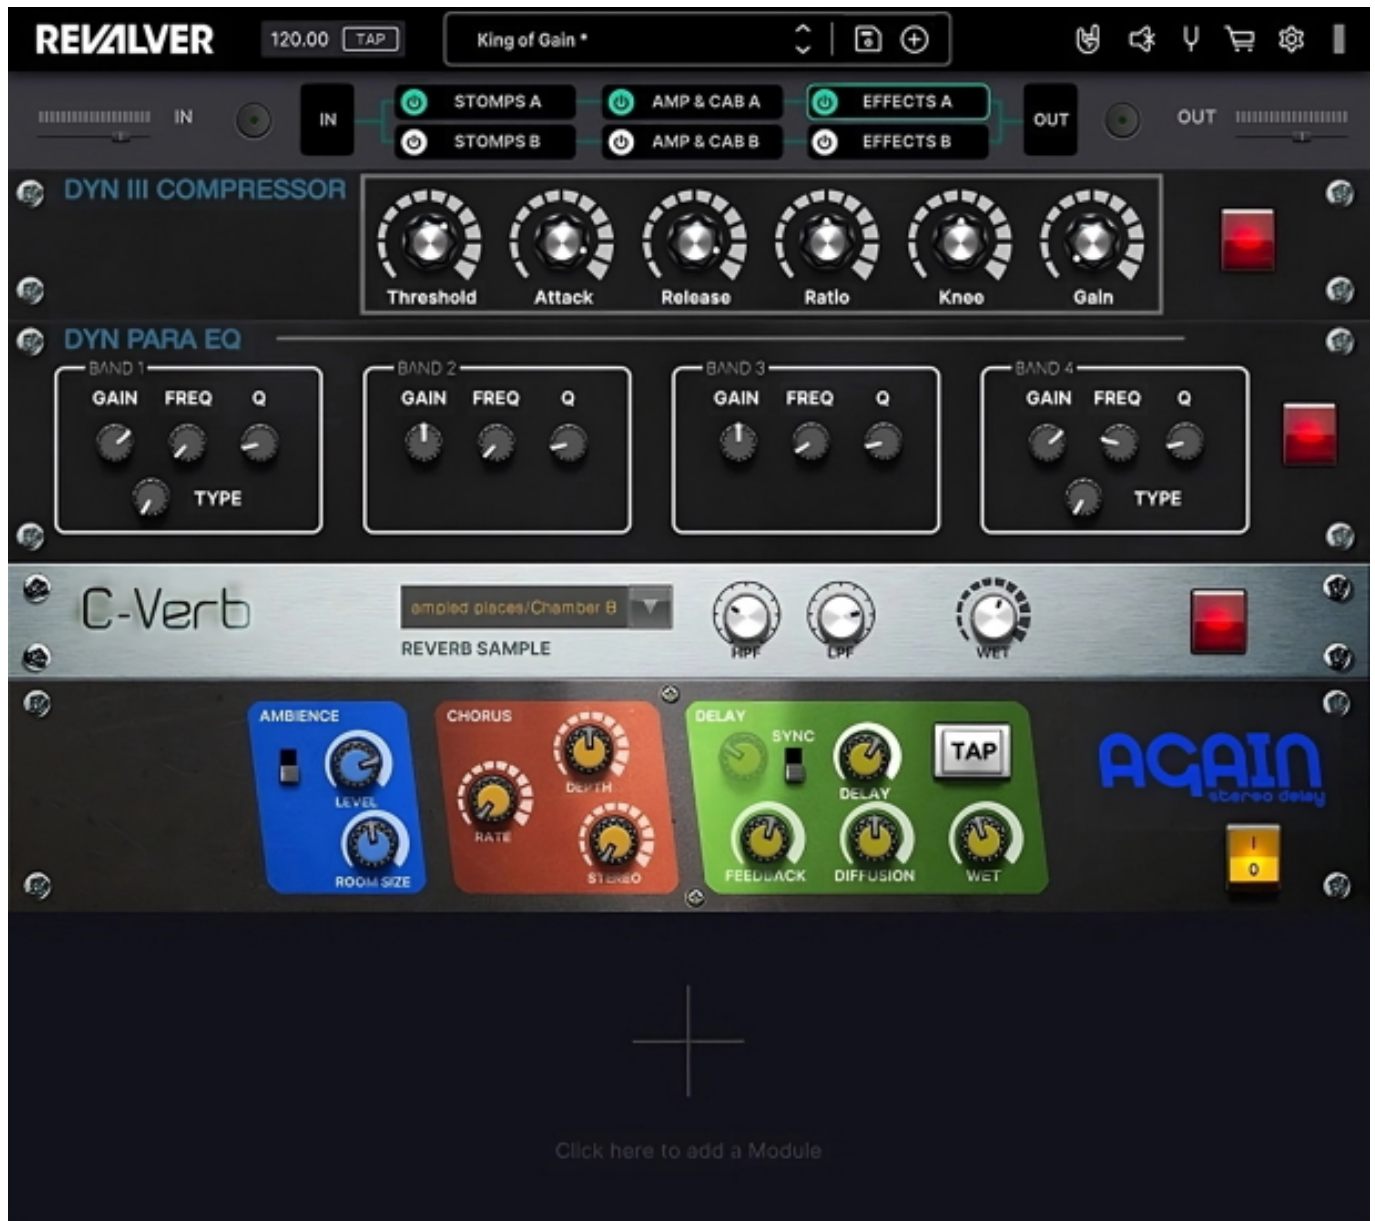 REVALVER 120.00 TAP King of Gain *
IN IN STOMPS A AMP & CAB A EFFECTS A OUT OUT
STOMPS B AMP & CAB B EFFECTS B
DYN III COMPRESSOR
Threshold Attack Release Ratio Knee Gain
DYN PARA EQ
BAND 1 BAND 2 BAND 3 BAND 4
GAIN FREQ Q GAIN FREQ Q GAIN FREQ Q GAIN FREQ Q
TYPE TYPE
C-Verb ampled places/Chamber B
REVERB SAMPLE HPF LPF WET
AMBIENCE CHORUS DELAY
SYNC TAP AGAIN
LEVEL DEPTH DELAY stereo delay
RATE
ROOM SIZE STEREO FEEDBACK DIFFUSION WET
I
0
Click here to add a Module